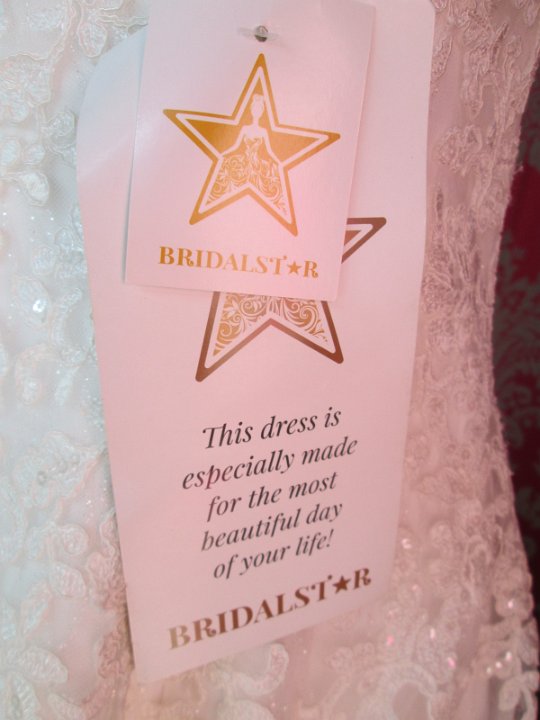 BRIDALST★R
This dress is
especially made
for the most
beautiful day
of your life!
BRIDALST★R